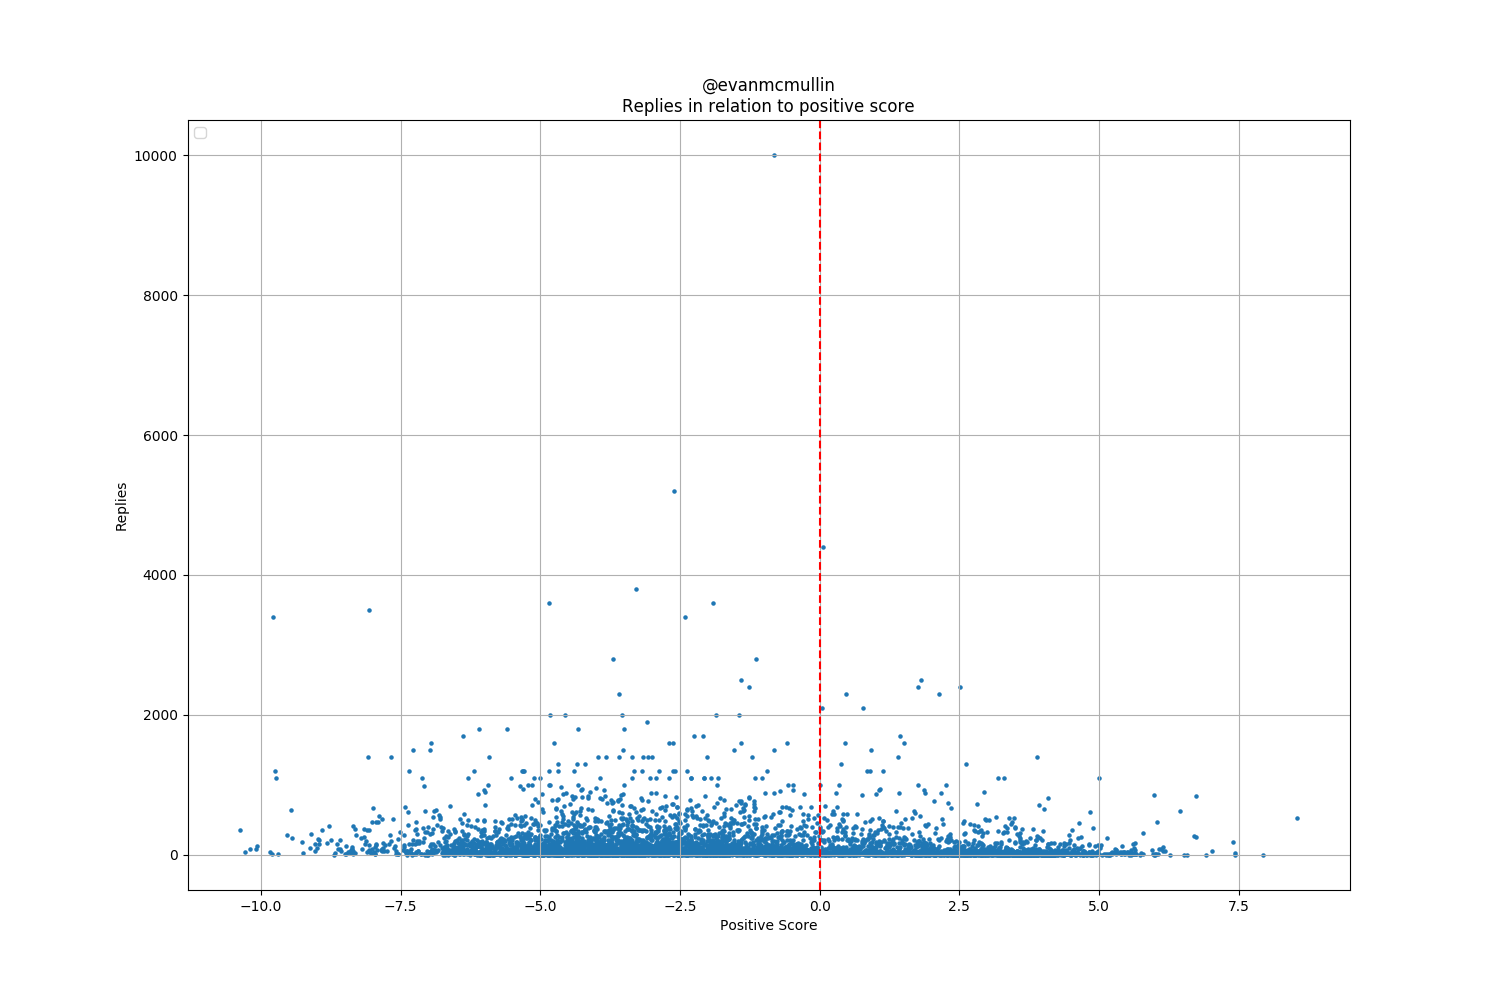 @evanmcmullin
Replies in relation to positive score
10000
8000
6000
4000
2000
0
Replies
−10.0 −7.5 −5.0 −2.5 0.0 2.5 5.0 7.5
Positive Score